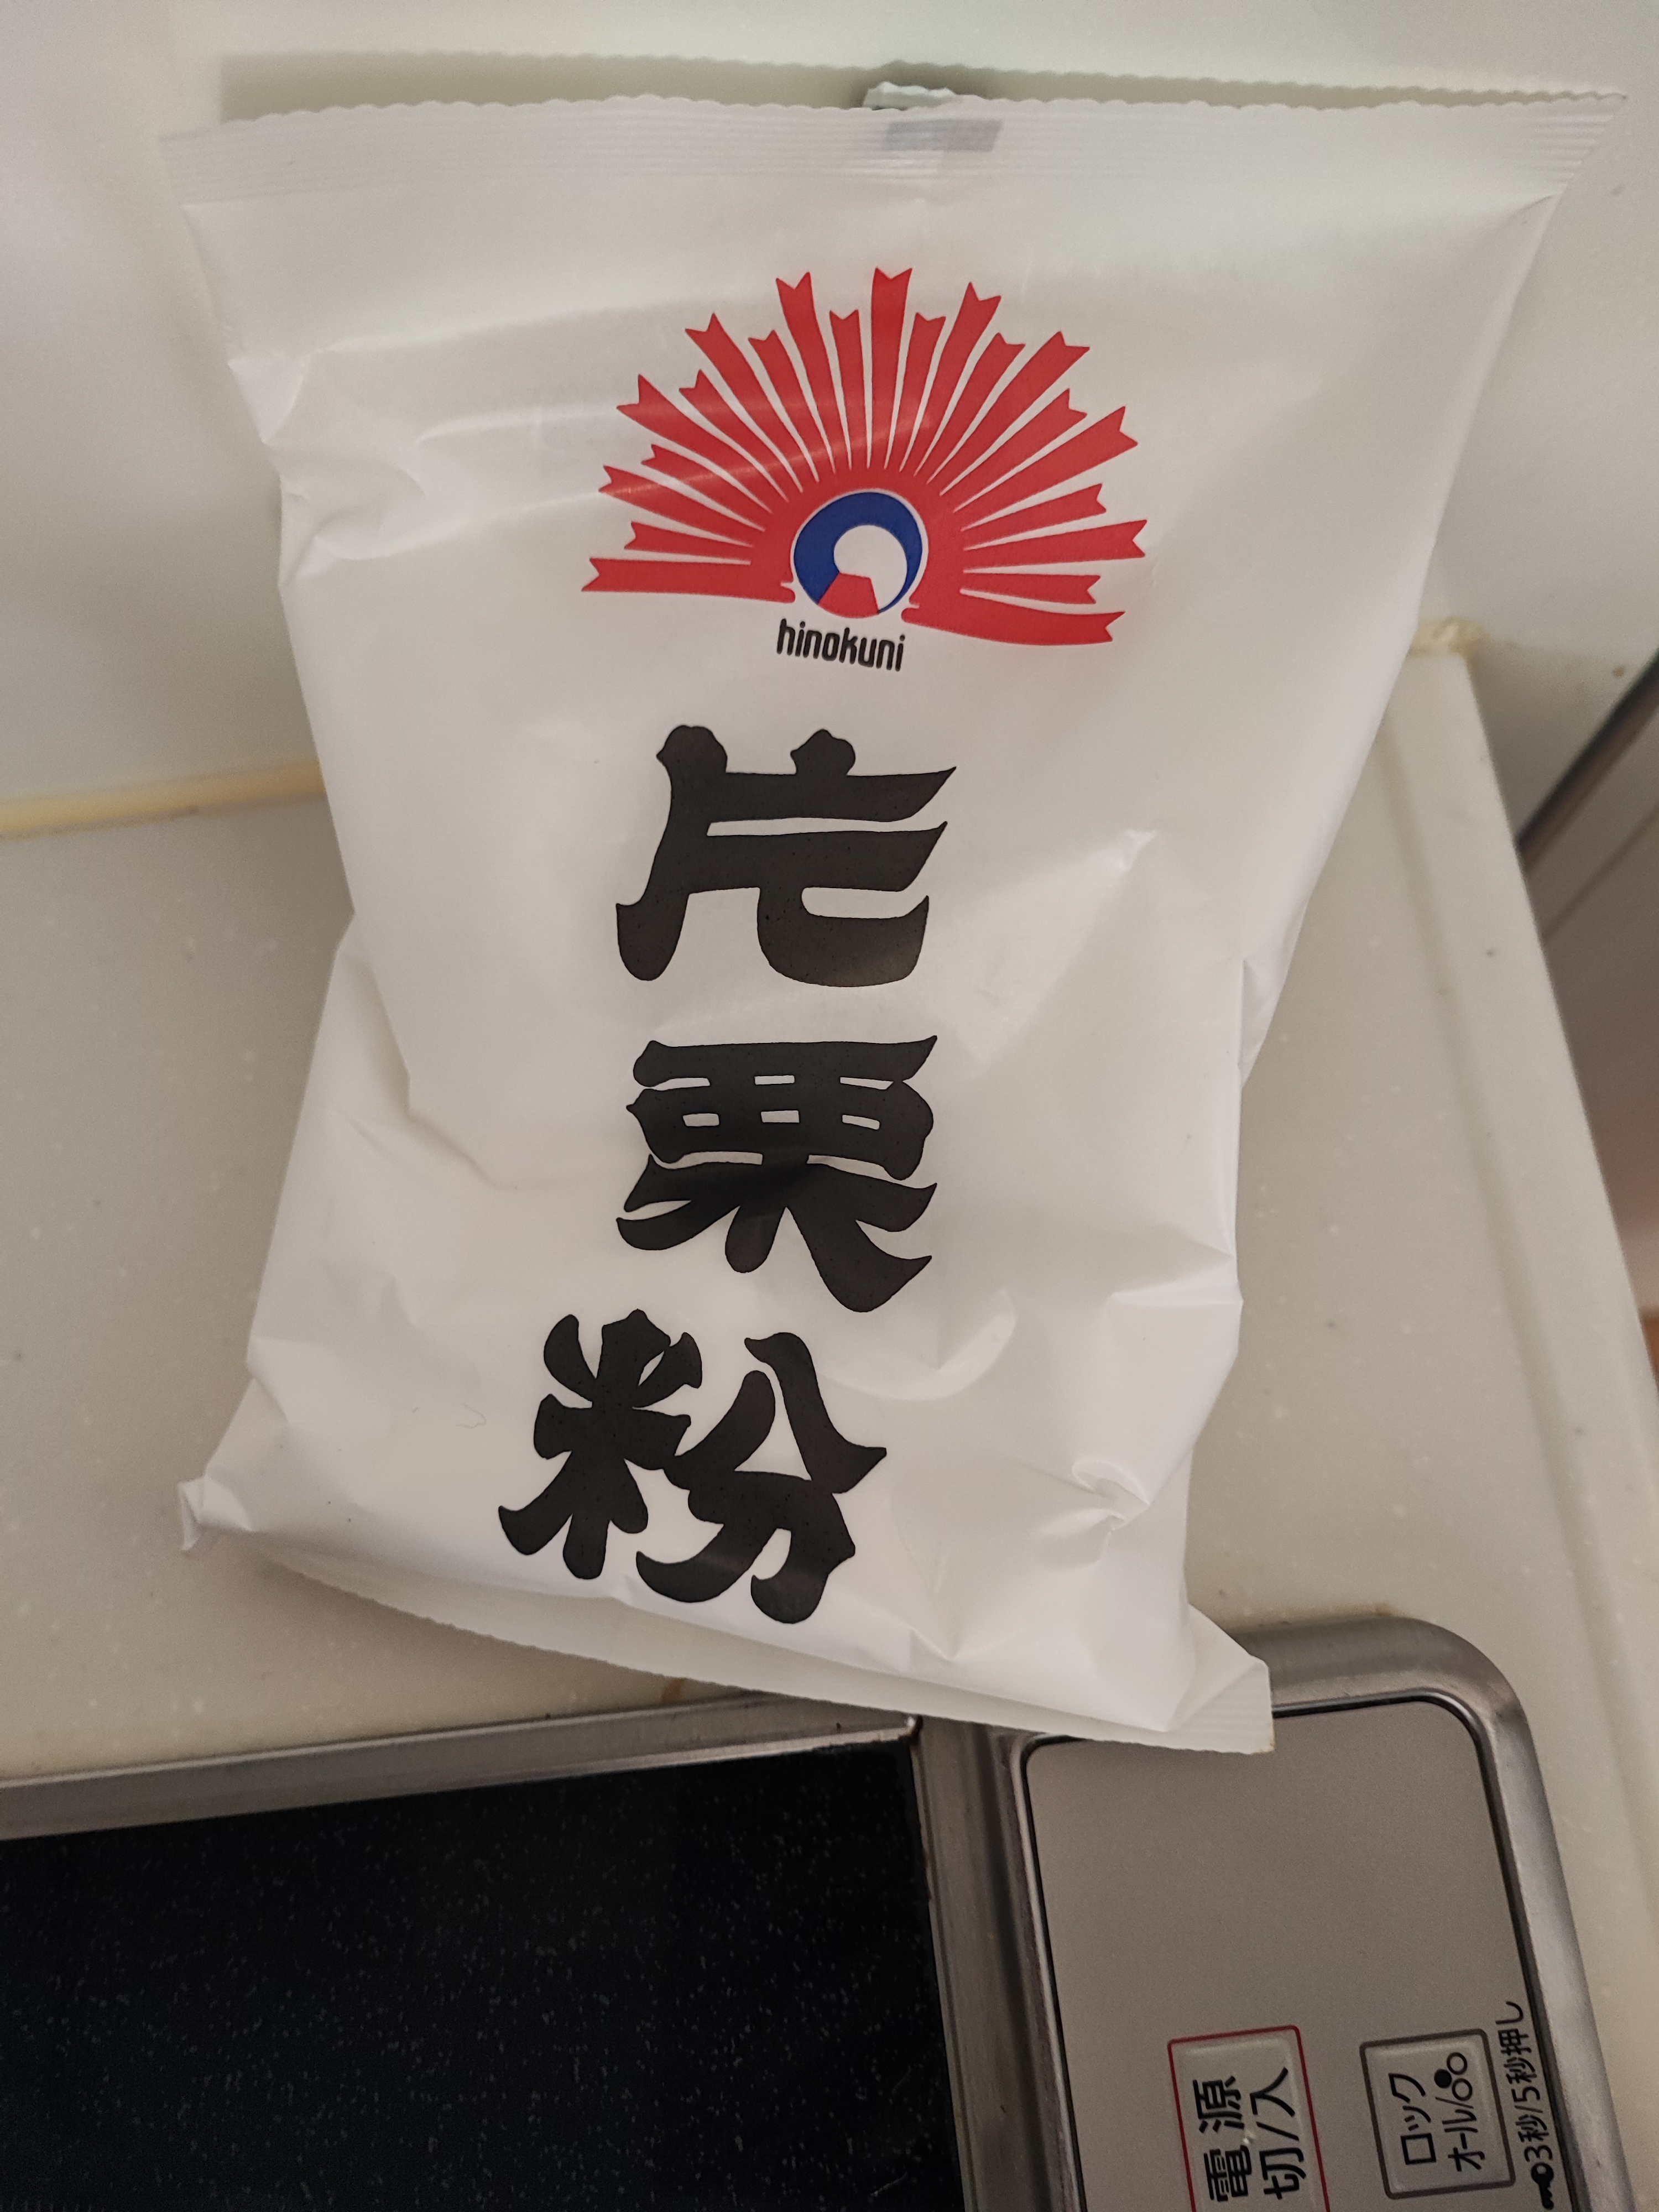 hinokuni
片栗粉
電源
切/入
ロック
オール/
3秒/5秒押し